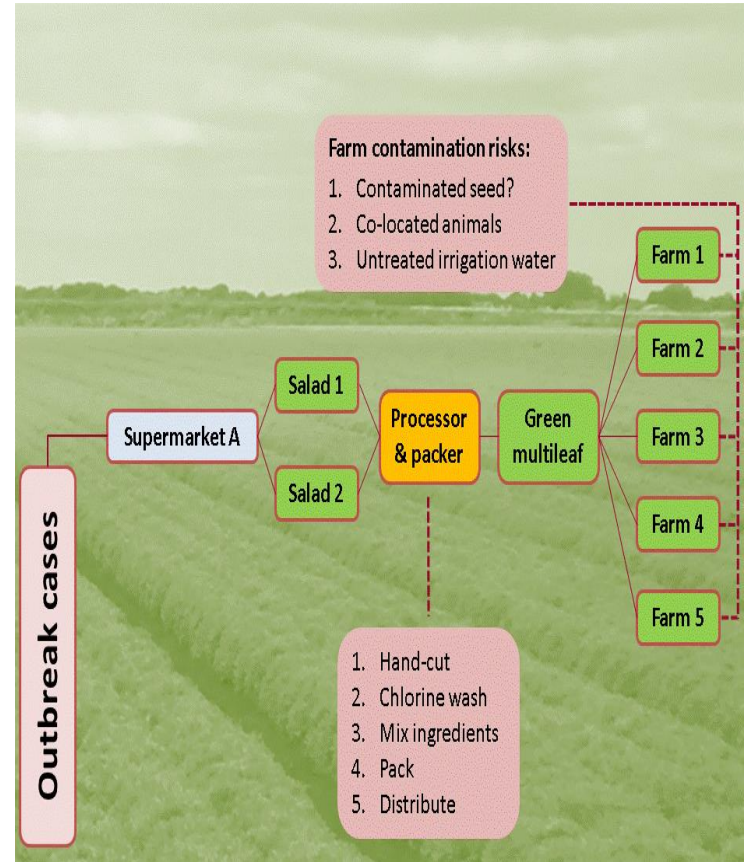 Farm contamination risks:
1. Contaminated seed?
2. Co-located animals
3. Untreated irrigation water
Farm 1
Farm 2
Farm 3
Farm 4
Farm 5
Salad 1
Salad 2
Supermarket A
Processor
& packer
Green
multileaf
Outbreak cases
1. Hand-cut
2. Chlorine wash
3. Mix ingredients
4. Pack
5. Distribute